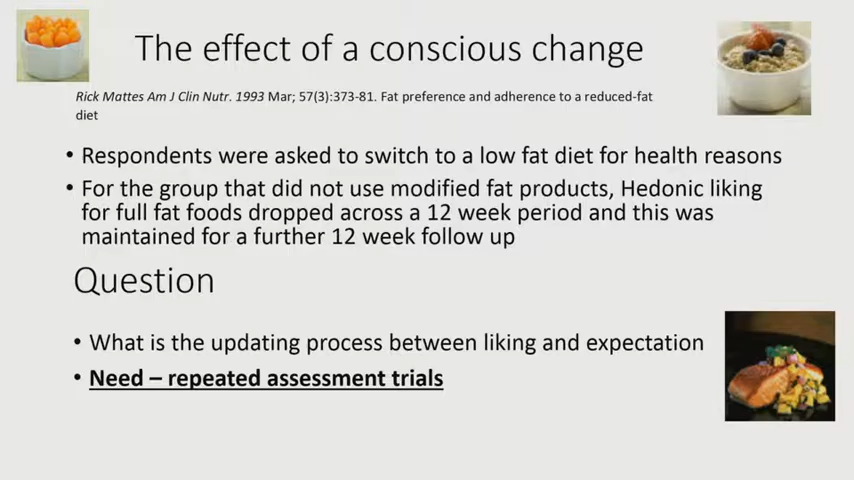 The effect of a conscious change
Rick Mattes Am J Clin Nutr. 1993 Mar; 57(3):373-81. Fat preference and adherence to a reduced-fat
diet
• Respondents were asked to switch to a low fat diet for health reasons
• For the group that did not use modified fat products, Hedonic liking
for full fat foods dropped across a 12 week period and this was
maintained for a further 12 week follow up
Question
• What is the updating process between liking and expectation
• Need – repeated assessment trials